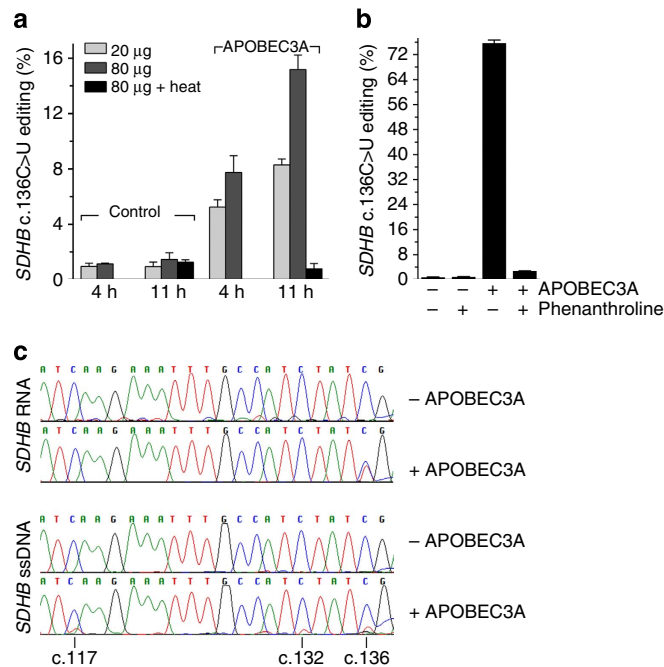 a
SDHB c.136C>U editing (%)
16
12
8
4
0
20 µg
80 µg
80 µg + heat
APOBEC3A
Control
4 h
11 h
4 h
11 h
b
SDHB c.136C>U editing (%)
72
64
56
48
40
32
24
16
8
0
– – + + APOBEC3A
– + – + Phenanthroline
c
SDHB RNA
A T C A A G A A A T T T G C C A T C T A T C G
– APOBEC3A
A T C A A G A A A T T T G C C A T C T A T C G
+ APOBEC3A
SDHB ssDNA
A T C A A G A A A T T T G C C A T C T A T C G
– APOBEC3A
A T C A A G A A A T T T G C C A T C T A T C G
+ APOBEC3A
c.117
c.132
c.136